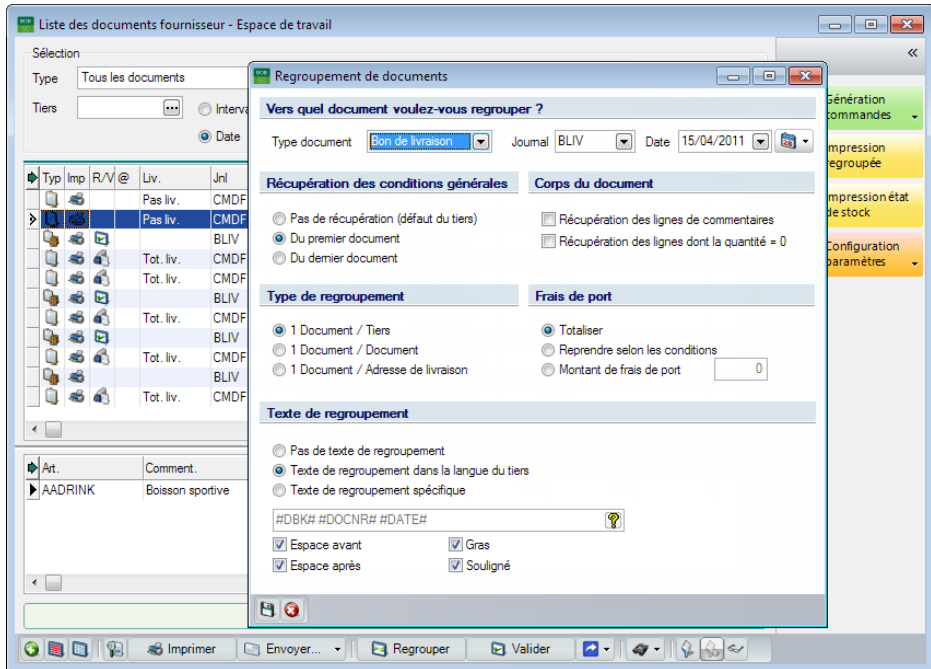 Liste des documents fournisseur - Espace de travail
Sélection
Type Tous les documents
Tiers
Date
Typ Imp R/V @ Liv. Jnl
Pas liv. CMDF
Pas liv. CMDF
BLIV
Tot. liv. CMDF
Tot. liv. CMDF
BLIV
Tot. liv. CMDF
BLIV
Tot. liv. CMDF
BLIV
Tot. liv. CMDF
Art. Comment.
AADRINK Boisson sportive
Regroupement de documents
Vers quel document voulez-vous regrouper ?
Type document Bon de livraison Journal BLIV Date 15/04/2011
Récupération des conditions générales Corps du document
Pas de récupération (défaut du tiers) Récupération des lignes de commentaires
Du premier document Récupération des lignes dont la quantité = 0
Du dernier document
Type de regroupement Frais de port
1 Document / Tiers Totaliser
1 Document / Document Reprendre selon les conditions
1 Document / Adresse de livraison Montant de frais de port 0
Texte de regroupement
Pas de texte de regroupement
Texte de regroupement dans la langue du tiers
Texte de regroupement spécifique
#DBK# #DOCNR# #DATE#
Espace avant Gras
Espace après Souligné
Génération
commandes
mpression
regroupée
mpression état
de stock
Configuration
paramètres
Imprimer Envoyer... Regrouper Valider